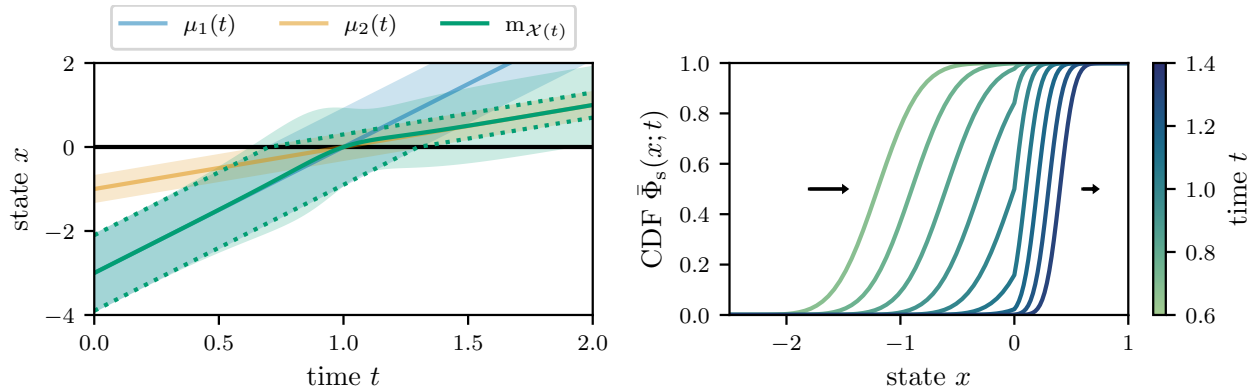 μ₁(t) μ₂(t) m_𝒳(t)
2
0
−2
−4
state x
0.0 0.5 1.0 1.5 2.0
time t
1.0
0.8
0.6
0.4
0.2
0.0
CDF Φ̄ₛ(x; t)
−2 −1 0 1
state x
1.4
1.2
1.0
0.8
0.6
time t